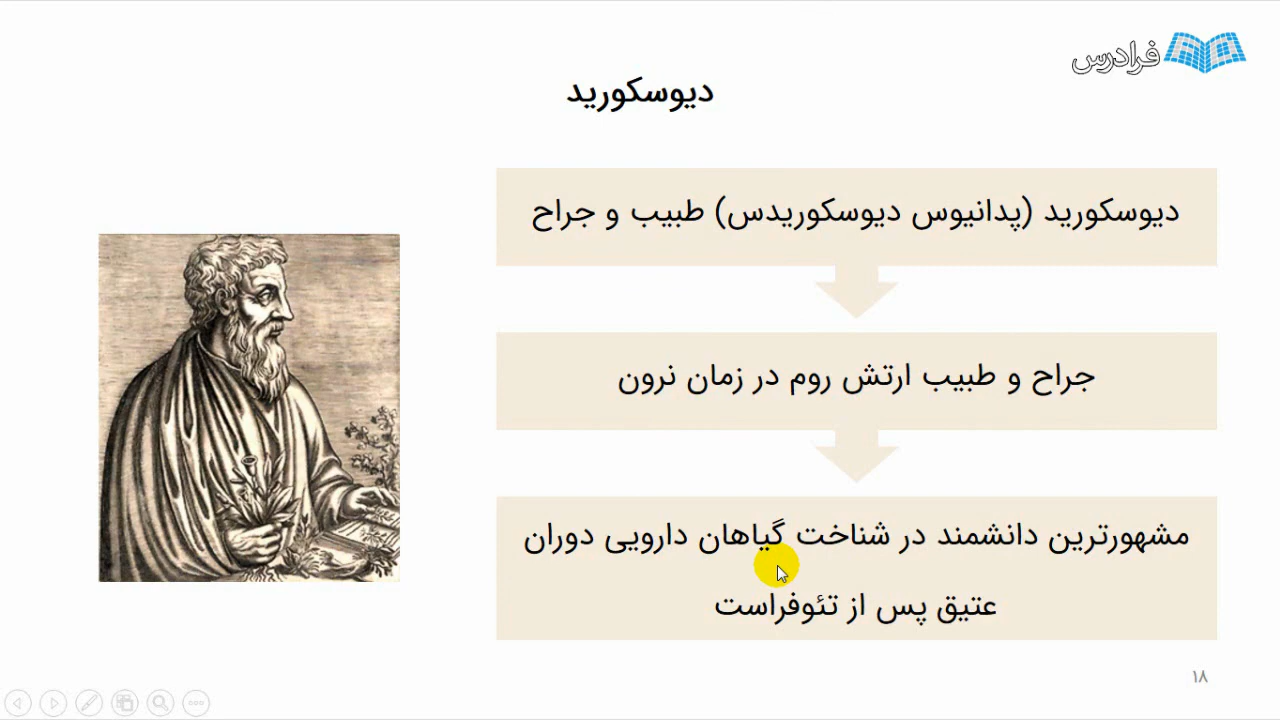 فرادرس
دیوسکورید
دیوسکورید (پدانیوس دیوسکوریدس) طبیب و جراح
جراح و طبیب ارتش روم در زمان نرون
مشهورترین دانشمند در شناخت گیاهان دارویی دوران
عتیق پس از تئوفراست
۱۸